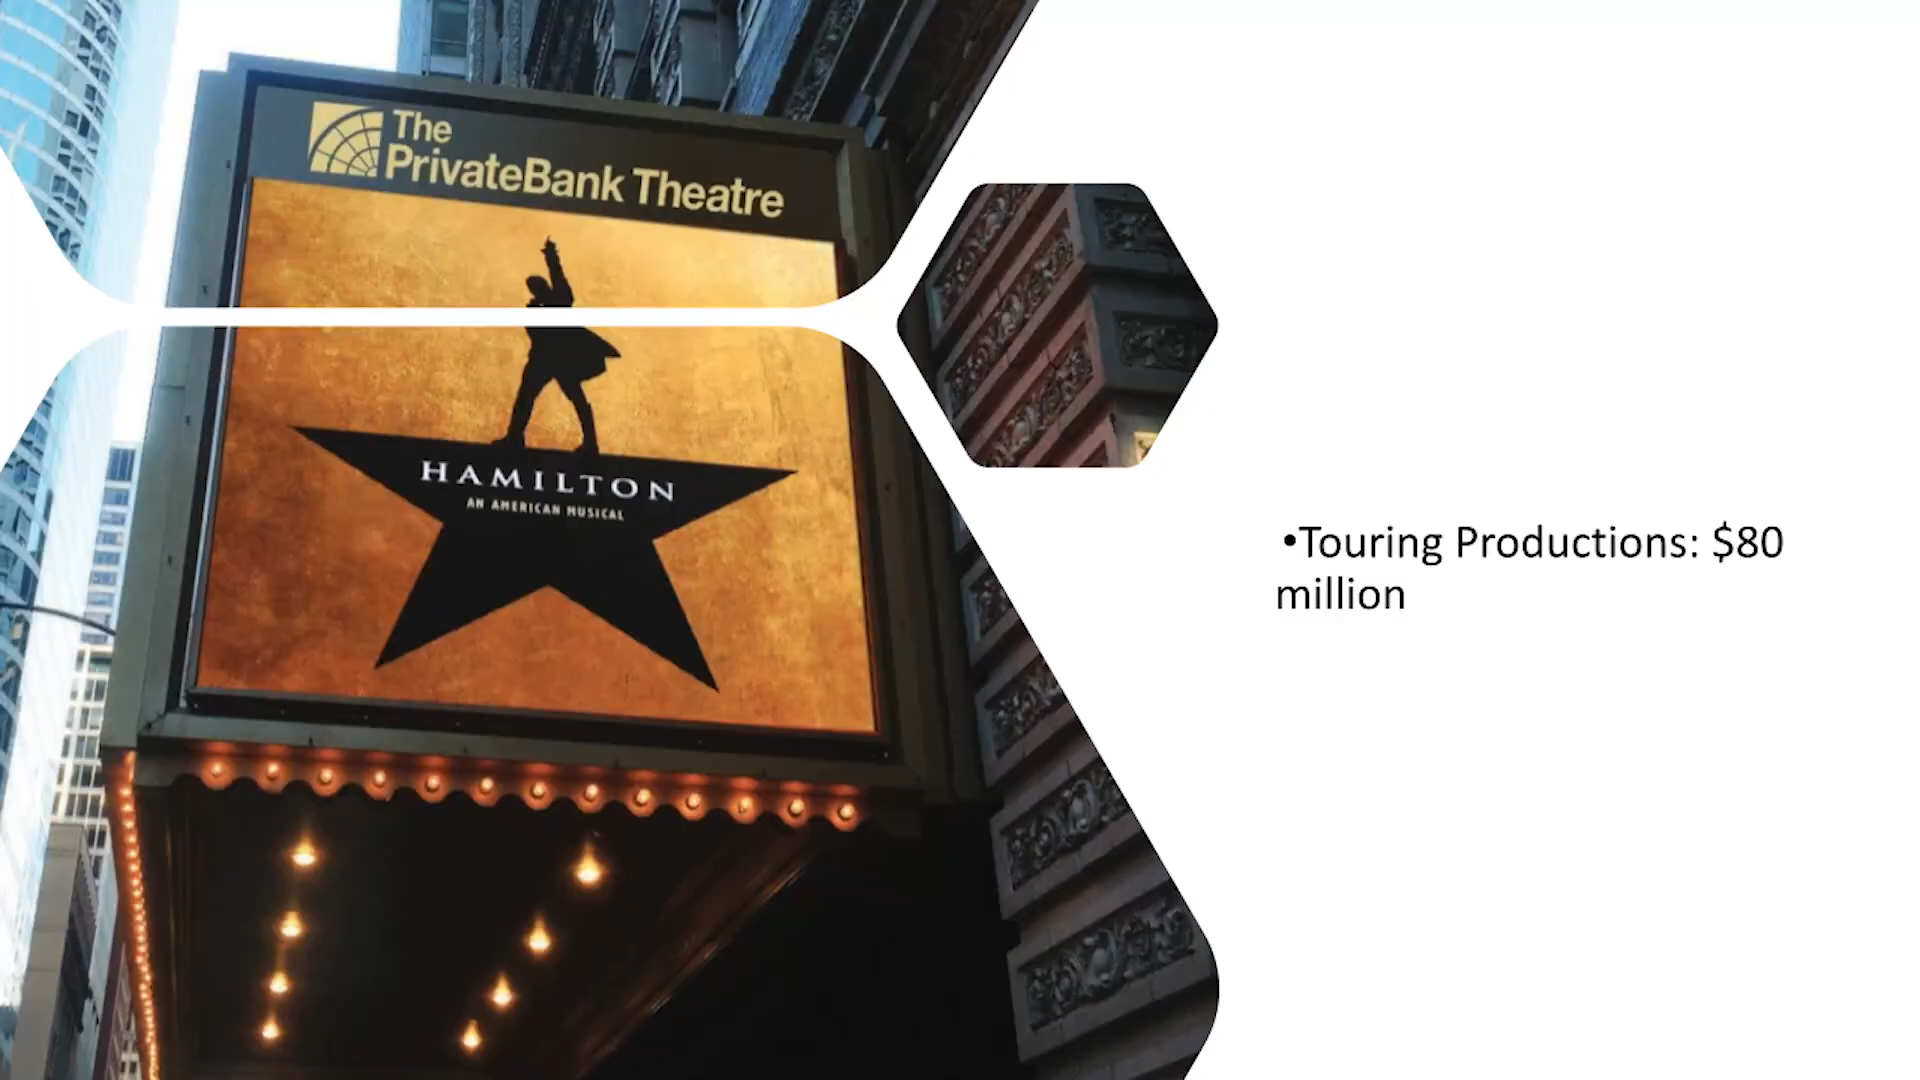 The
PrivateBank Theatre
HAMILTON
AN AMERICAN MUSICAL
•Touring Productions: $80
million